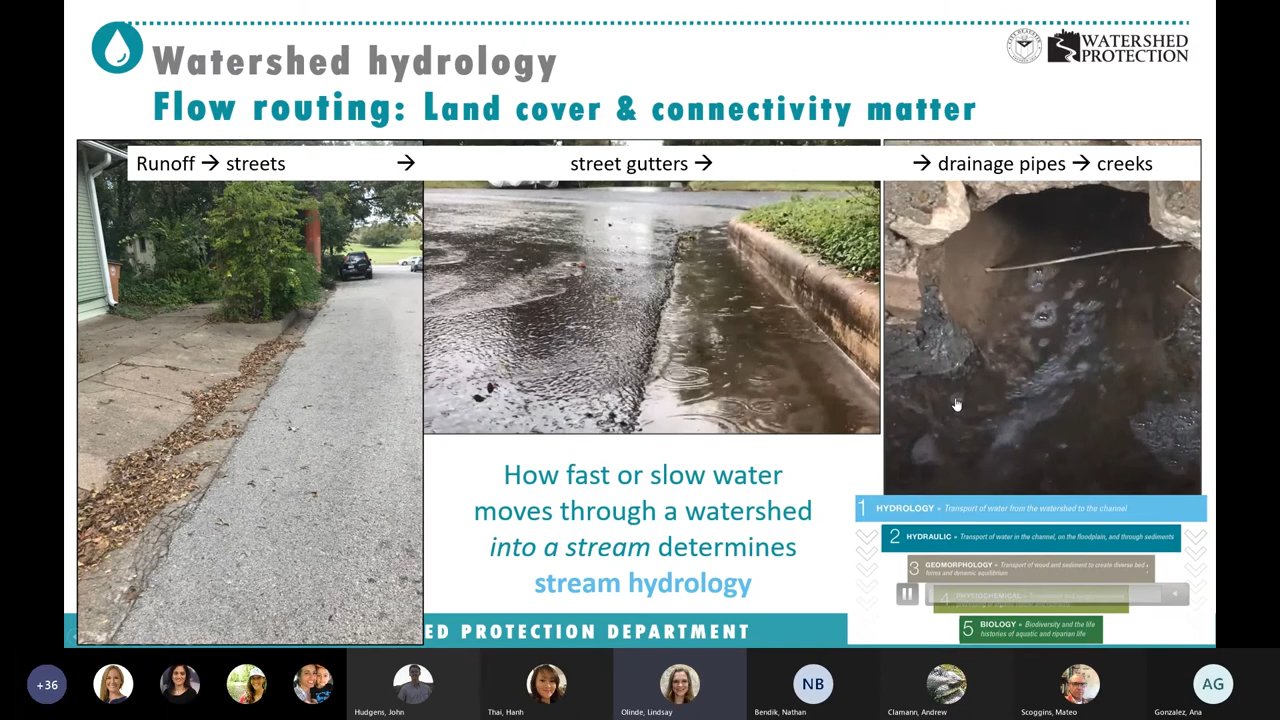 Watershed hydrology
WATERSHED
PROTECTION
Flow routing: Land cover & connectivity matter
Runoff → streets → street gutters → → drainage pipes → creeks
How fast or slow water
moves through a watershed
into a stream determines
stream hydrology
1 HYDROLOGY » Transport of water from the watershed to the channel
2 HYDRAULIC » Transport of water in the channel, on the floodplain, and through sediments
3 GEOMORPHOLOGY » Transport of wood and sediment to create diverse bed
forms and dynamic equilibrium
4 PHYSIOCHEMICAL »
5 BIOLOGY » Biodiversity and the life
histories of aquatic and riparian life
ED PROTECTION DEPARTMENT
+36
Hudgens, John
Thai, Hanh
Olinde, Lindsay
NB
Bendik, Nathan
Clamann, Andrew
Scoggins, Mateo
AG
Gonzalez, Ana